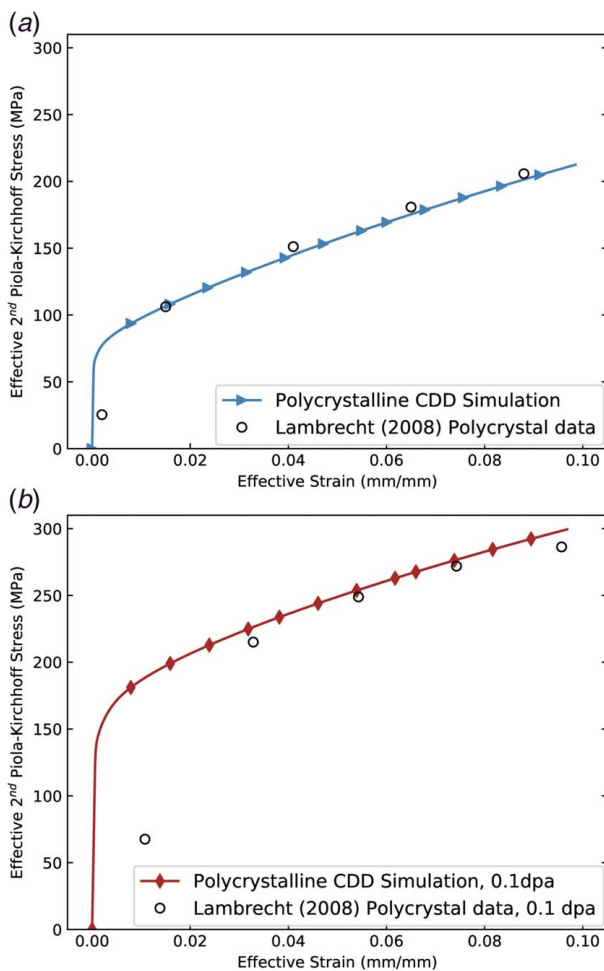 (a)
300
250
200
150
100
50
0
Effective 2nd Piola-Kirchhoff Stress (MPa)
Polycrystalline CDD Simulation
Lambrecht (2008) Polycrystal data
0.00 0.02 0.04 0.06 0.08 0.10
Effective Strain (mm/mm)
(b)
300
250
200
150
100
50
0
Effective 2nd Piola-Kirchhoff Stress (MPa)
Polycrystalline CDD Simulation, 0.1dpa
Lambrecht (2008) Polycrystal data, 0.1 dpa
0.00 0.02 0.04 0.06 0.08 0.10
Effective Strain (mm/mm)